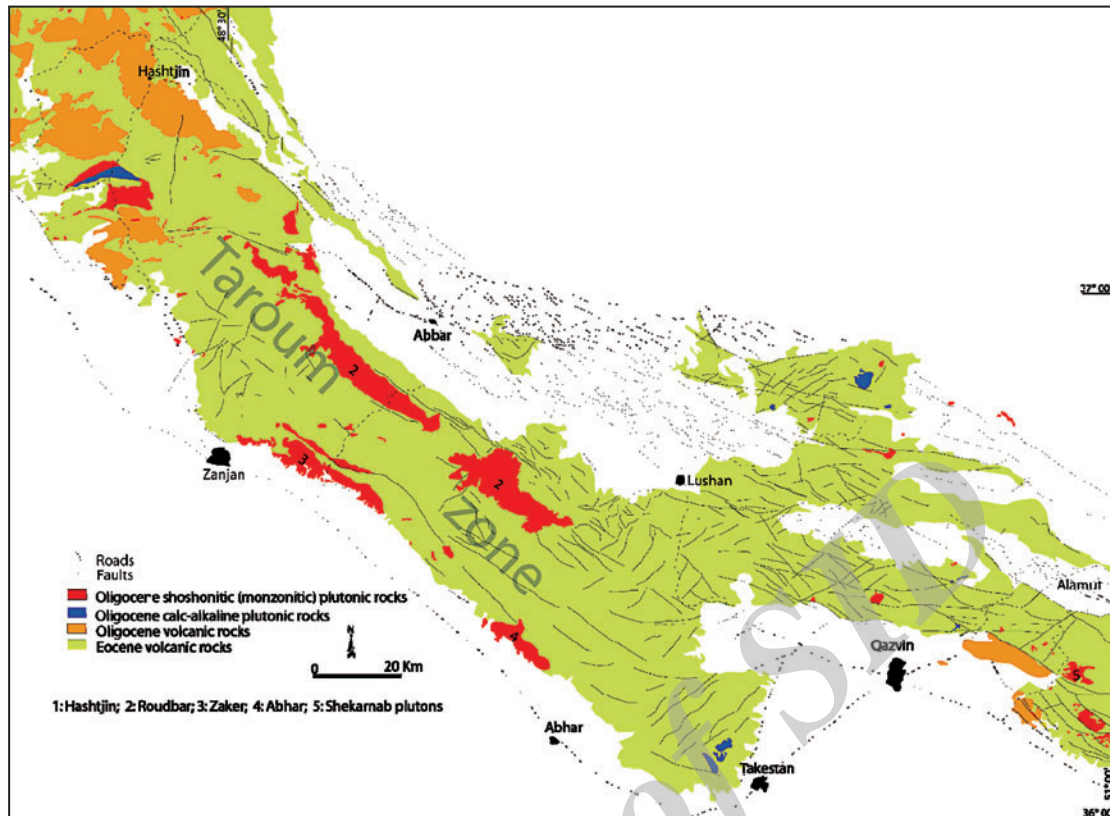 48° 30'
Hashtjin
37° 00'
Abbar
Taroum
zone
2
Zanjan
3
2
Lushan
Alamut
Roads
Faults
Oligocene shoshonitic (monzonitic) plutonic rocks
Oligocene calc-alkaline plutonic rocks
Oligocene volcanic rocks
Eocene volcanic rocks
N
0 20 Km
4
Qazvin
5
1: Hashtjin; 2: Roudbar; 3: Zaker; 4: Abhar; 5: Shekarnab plutons
Abhar
Takestan
of SID